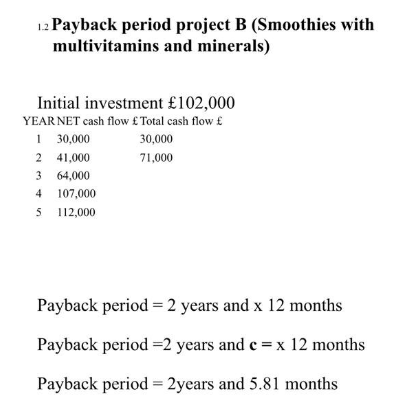 1.2 Payback period project B (Smoothies with
multivitamins and minerals)
Initial investment £102,000
YEAR NET cash flow £ Total cash flow £
1 30,000 30,000
2 41,000 71,000
3 64,000
4 107,000
5 112,000
Payback period = 2 years and x 12 months
Payback period =2 years and c = x 12 months
Payback period = 2years and 5.81 months